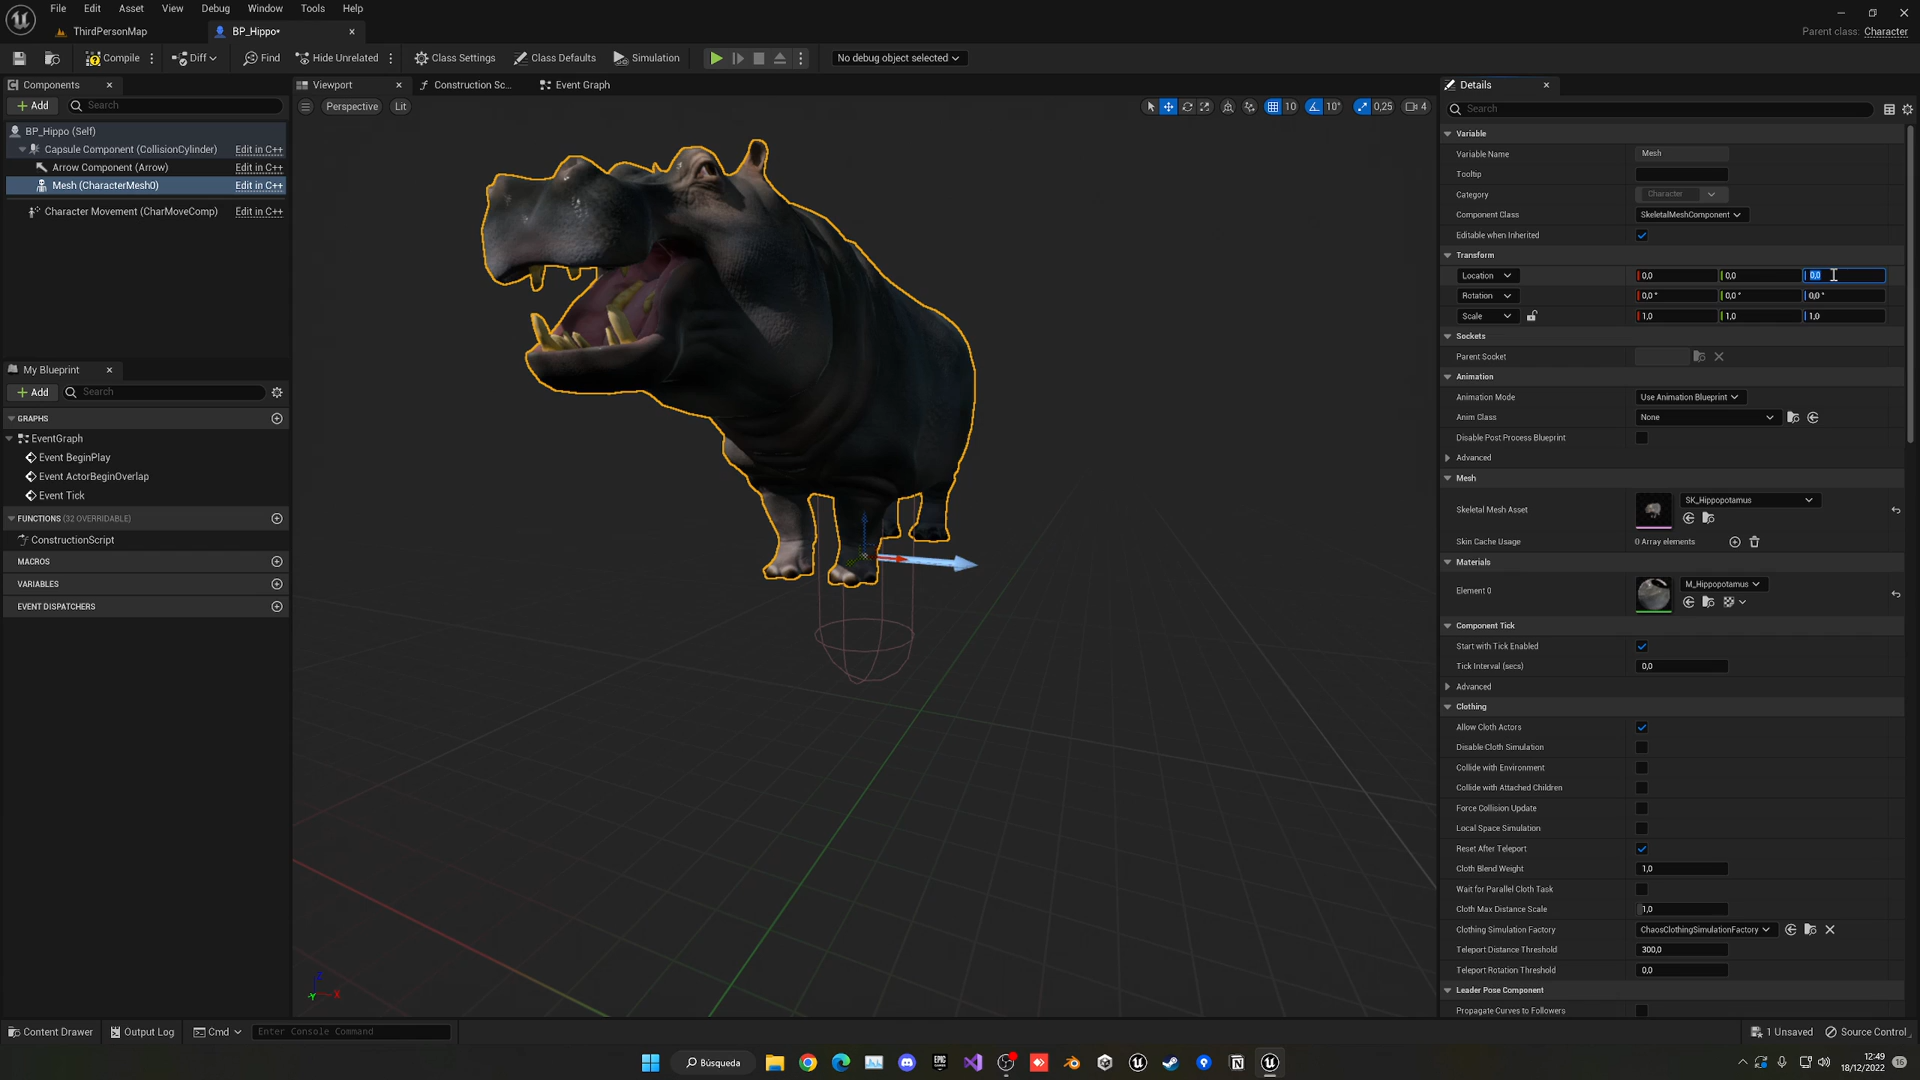 File Edit Asset View Debug Window Tools Help
ThirdPersonMap
BP_Hippo*
Parent class: Character
Compile
Diff
Find
Hide Unrelated
Class Settings
Class Defaults
Simulation
No debug object selected
Components
Viewport
Construction Sc...
Event Graph
Details
Add
Search
Perspective
Lit
10
10°
0,25
4
Search
BP_Hippo (Self)
Capsule Component (CollisionCylinder) Edit in C++
Arrow Component (Arrow) Edit in C++
Mesh (CharacterMesh0) Edit in C++
Character Movement (CharMoveComp) Edit in C++
My Blueprint
Add
Search
GRAPHS
EventGraph
Event BeginPlay
Event ActorBeginOverlap
Event Tick
FUNCTIONS (32 OVERRIDABLE)
ConstructionScript
MACROS
VARIABLES
EVENT DISPATCHERS
Z
X
Y
Variable
Variable Name Mesh
Tooltip
Category Character
Component Class SkeletalMeshComponent
Editable when Inherited
Transform
Location 0,0 0,0 0,0
Rotation 0,0 ° 0,0 ° 0,0 °
Scale 1,0 1,0 1,0
Sockets
Parent Socket
Animation
Animation Mode Use Animation Blueprint
Anim Class None
Disable Post Process Blueprint
Advanced
Mesh
Skeletal Mesh Asset SK_Hippopotamus
Skin Cache Usage 0 Array elements
Materials
Element 0 M_Hippopotamus
Component Tick
Start with Tick Enabled
Tick Interval (secs) 0,0
Advanced
Clothing
Allow Cloth Actors
Disable Cloth Simulation
Collide with Environment
Collide with Attached Children
Force Collision Update
Local Space Simulation
Reset After Teleport
Cloth Blend Weight 1,0
Wait for Parallel Cloth Task
Cloth Max Distance Scale 1,0
Clothing Simulation Factory ChaosClothingSimulationFactory
Teleport Distance Threshold 300,0
Teleport Rotation Threshold 0,0
Leader Pose Component
Propagate Curves to Followers
Content Drawer
Output Log
Cmd
Enter Console Command
1 Unsaved
Source Control
Búsqueda
12:49
18/12/2022
16